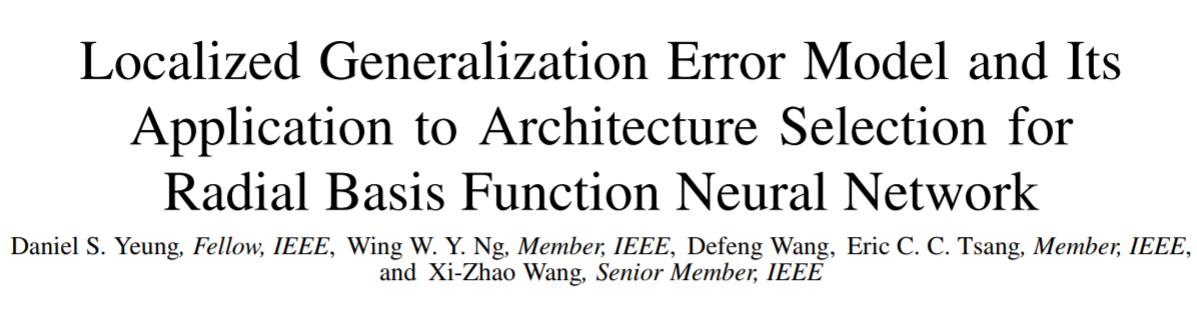 Localized Generalization Error Model and Its
Application to Architecture Selection for
Radial Basis Function Neural Network
Daniel S. Yeung, Fellow, IEEE, Wing W. Y. Ng, Member, IEEE, Defeng Wang, Eric C. C. Tsang, Member, IEEE,
and Xi-Zhao Wang, Senior Member, IEEE